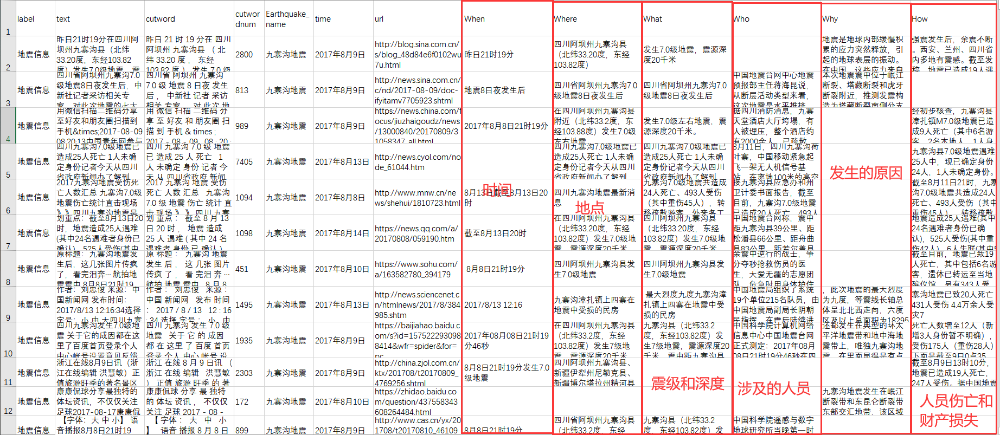 label
text
cutword
cutwo
rdnum
Earthquake_
name
time
url
When
Where
What
Who
Why
How
1
地震信息
昨日21时19分在四川阿
坝州九寨沟县（北纬
33.20度，东经103.82
度）发生7.0级地震，震
昨日 21 时 19 分在 四川
阿坝州 九寨沟县 （ 北
纬 33.20 度 ， 东经
103.82 度 ） 发生 7.0 级
2800
九寨沟地震
2017年8月9日
http://blog.sina.com.cn/
s/blog_48d84e6f0102wu
7u.html
昨日21时19分
四川阿坝州九寨沟县
（北纬33.20度，东经
103.82度）
发生7.0级地震，震源深
度20千米
地震是地球内部缓慢积
累的应力突然释放，引
起的地球表层的振动。
在中国，这些应力来自
强震发生后，余震不断
。西安、兰州、四川省
内多地有震感。截至发
稿，地震已造成19人遇
2
地震信息
四川省阿坝州九寨沟7.0
级地震8日夜发生后，中
新社记者采访相关专
家，对此次地震的七大
四川省 阿坝州 九寨沟
7.0 级 地震 8 日夜 发生
后 ， 中新社 记者 采访
相关 专家 ， 对 此次 地
813
九寨沟地震
2017年8月9日
http://news.sina.com.cn/
c/nd/2017-08-09/doc-
ifyitamv7705923.shtml
地震8日夜发生后
四川省阿坝州九寨沟7.0
级地震8日夜发生后
四川省阿坝州九寨沟7.0
级地震8日夜发生后
中国地震台网中心地震
预报部主任蒋海昆说，
从断层活动类型来看，
这次地震是水平推挤
本次地震震中位于岷江
断裂、塔藏断裂和虎牙
断裂附近，推测发震构
造为塔藏断裂南侧分支
3
地震信息
用微信扫描二维码分享
至好友和朋友圈扫描到
手机&times;2017-08-09
08:20:13中国青年网参与
用 微信 扫描 二维码 分
享 至 好友 和 朋友圈 扫
描 到 手机 & times ;
2017 - 08 - 09 08 : 20 :
989
九寨沟地震
2017年8月9日
https://news.china.com/f
ocus/jiuzhaigoudz/news
/13000840/20170809/3
1058347_all.html
2017年8月8日21时19分
在四川阿坝州九寨沟县
附近（北纬33.2度，东
经103.88度）发生7.0级
左右地震
发生7.0级左右地震，震
源深度20千米。
据四川消防消息，九寨
天堂酒店大厅垮塌，有
人被埋压，整个酒店约
有2000余人，已疏散
经初步核查，九寨沟县
漳扎镇M7.0级地震已造
成9人死亡（其中6名游
客，2名本地人，1人身
4
地震信息
四川九寨沟7.0级地震已
造成25人死亡 1人未确
定身份记者今天从四川
省政府新闻办了解到
四川 九寨沟 7.0 级 地震
已 造成 25 人 死亡 1
人 未确定 身份 记者 今
天 从 四川省政府 新闻
7405
九寨沟地震
2017年8月13日
http://news.cyol.com/no
de_61044.htm
四川九寨沟7.0级地震已
造成25人死亡 1人未确
定身份记者今天从四川
省政府新闻办了解到
四川九寨沟7.0级地震已
造成25人死亡 1人未确
定身份记者今天从四川
省政府新闻办了解到
8月11日，四川九寨沟荷
叶寨，中国移动紧急起
飞一架无人机信号基
站，在离地100米的高空
九寨沟县7.0级地震遇难
25人中，现已确定身份
24人，1人未确定身份。
5
发生的原因
地震信息
2017九寨沟地震受伤死
亡人数汇总 九寨沟7.0级
地震伤亡统计直击现场
》》四川九寨沟地震最
2017 九寨沟 地震 受伤
死亡 人数 汇总 九寨沟
7.0 级 地震 伤亡 统计 直
击 现场 》 》 四川 九寨
1094
九寨沟地震
2017年8月8日
http://www.mnw.cn/ne
ws/shehui/1810723.html
8月13日截至8月13日20
时
时间
四川九寨沟地震最新消
息
地点
九寨沟7.0级地震共造成
24人死亡、493人受伤
（其中重伤45人），转
移疏散游客、外来务工
接九寨沟县应急办和州
卫计委书面报告，截至
目前，九寨沟7.0级地震
已造成20人死亡，493人
截至8月11日21时，九寨
沟7.0级地震共造成24人
死亡、493人受伤（其中
重伤45人），转移疏散
6
地震信息
划重点：截至8月13日20
时，地震造成25人遇难
(其中24名遇难者身份已
确认)，525人受伤(其中
划 重点 ： 截至 8 月 13
日 20 时 ， 地震 造成
25 人 遇难 ( 其中 24 名
遇难者 身份 已 确认 )
1098
九寨沟地震
2017年8月14日
http://news.qq.com/a/
20170808/059190.htm
截至8月13日20时
在四川阿坝州九寨沟县
（北纬33.20度，东经
103.82度）发生7.0级地
震，震源深度20千米
四川阿坝州九寨沟县
（北纬33.20度，东经
103.82度）发生7.0级地
震，震源深度20千米
中国地震台网称，震中
距九寨沟县39公里、距
松潘县66公里、距舟曲
县83公里、距若尔盖县
地震造成25人遇难(其中
24名遇难者身份已确
认)，525人受伤(其中重
伤42人)，6人失联(其中5
7
地震信息
原标题：九寨沟地震发
生后，这几张图片传疯
了，看完泪奔···航拍地
震震中 8月8日21时19
原 标题 ： 九寨沟 地震
发生 后 ， 这 几张 图片
传疯 了 ， 看 完泪 奔 ···
航拍 地震 震中 8 月 8
451
九寨沟地震
2017年8月10日
https://www.sohu.com/
a/163582780_394179
8月8日21时19分
四川阿坝州九寨沟县发
生7.0级地震
四川阿坝州九寨沟县发
生7.0级地震
余震中逆行的战士，争
分夺秒抢救伤员的医
生，大爱无疆的志愿团
队，危急时用身体护住
截至目前，地震已致19
人死亡，其中包括6名游
客，遗体已转运至当地
殡仪馆，另有343人受
8
地震信息
作者：刘忠俊 来源：中
国新闻网 发布时间：
2017/8/13 12:16:34选择
字号：小 中 大四川九寨
作者 ： 刘忠俊 来源 ：
中国 新闻网 发布 时间
： 2017 / 8 / 13 12 : 16
: 34 选择 字号 ： 小 中
1495
九寨沟地震
2017年8月13日
http://news.sciencenet.c
n/htmlnews/2017/8/384
985.shtm
2017/8/13 12:16
九寨沟漳扎镇上四寨在
地震中受损的民房
最大烈度九度九寨沟漳
扎镇上四寨在地震中受
损的民房
中国地震局组织了系统
19个单位215名队员，由
中国地震局副局长阴朝
民指挥，在震后陆续进
，此次地震的最大烈度
为九度，等震线长轴总
体呈北北西走向，六度
区及以上总面积为18295
寨沟地震已致20人死亡
431人受伤 4.4万余人受
灾7
9
地震信息
四川九寨沟发生7.0级地
震 关于它的成因都在这
里了百度首页登录个人
中心帐号设置意见反馈
四川 九寨沟 发生 7.0 级
地震 关于 它 的 成因
都 在 这里 了 百度 首页
登录 个人 中心 帐号 设
1935
九寨沟地震
2017年8月9日
https://baijiahao.baidu.c
om/s?id=157522293098
8414&wfr=spider&for=
pc
2017年08月08日21时19
分46秒
在四川阿坝州九寨沟县
（北纬33.20度，东经
103.82度）发生7级地
震，震源深度20千米
九寨沟县（北纬33.2
度，东经103.82度）发
生7级地震，震源深度20
千米，震中距九寨沟县
中国科学院计算机网络
信息中心中国地震台网
正式测定：2017年08月
08日21时19分46秒在四
还都发生在典型的环太
平洋地震带和地中海地
震带上，唯独九寨沟地
震，在里面显得是有点
死亡人数增至12人（新
增3人身份暂不明确），
受伤175人（重伤28人）
下面是截至9日0点35
10
地震信息
浙江在线8月9日讯（浙
江在线编辑 洪慧敏）正
值旅游旺季的著名景区
浙江 在线 8 月 9 日讯 （
浙江 在线 编辑 洪慧敏
） 正值 旅游 旺季 的 著
2303
九寨沟地震
2017年8月9日
http://china.zjol.com.cn/
ktx/201708/t20170809_
4769256.shtml
8月8日21时19分发生7.0
级地震
四川阿坝州九寨沟县、
新疆伊犁州尼勒克县、
新疆博尔塔拉州精河县
震级和深度
涉及的人员
截至8月9日13时10分，
地震已造成19人死亡，
247人受伤。据中国地震
11
地震信息
康康侃球分享最独特的
体坛资讯，不仅仅关注
足球2017-08-17康康侃
康康侃球 分享 最 独特
的 体坛 资讯 ， 不仅仅
关注 足球 2017 - 08 -
172
九寨沟地震
2017年8月10日
https://zhidao.baidu.co
m/question/437558343
608264484.html
九寨沟地震发生在岷江
断裂带和东昆仑断裂带
东部交汇地带，该区域
人员伤亡和
财产损失
12
地震信息
【字体：大 中 小】 语
音播报8月8日21时19
【 字体 ： 大 中 小
】 语音 播报 8 月 8 日
899
九寨沟地震
2017年8月9日
http://www.cas.cn/yx/20
1708/t20170810_46109
8月8日21时19分
四川省阿坝州九寨沟县
（北纬33.2度，东经
九寨沟县（北纬33.2
度，东经103.82度）发
中国科学院遥感与数字
地球研究所当晚第一时